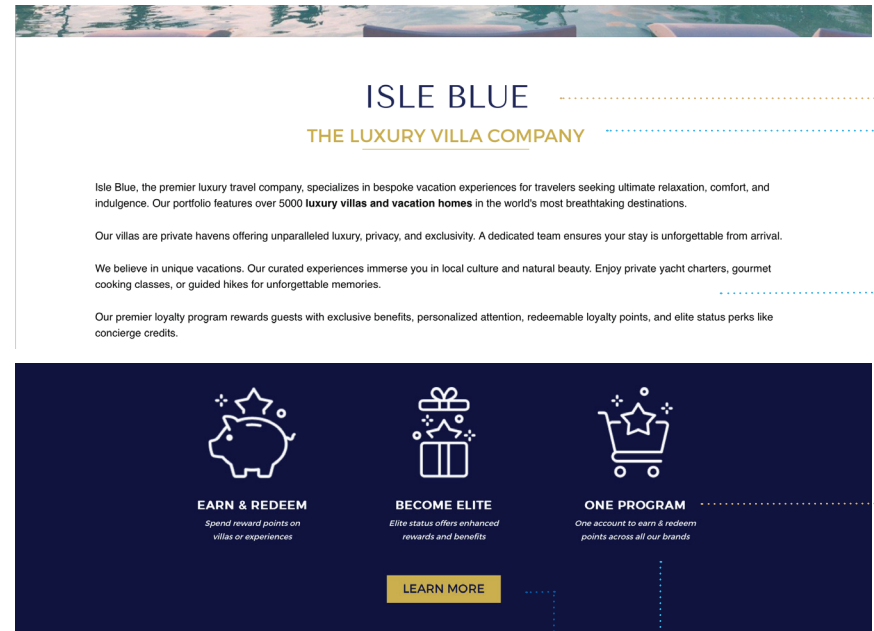 ISLE BLUE
THE LUXURY VILLA COMPANY
Isle Blue, the premier luxury travel company, specializes in bespoke vacation experiences for travelers seeking ultimate relaxation, comfort, and
indulgence. Our portfolio features over 5000 luxury villas and vacation homes in the world's most breathtaking destinations.
Our villas are private havens offering unparalleled luxury, privacy, and exclusivity. A dedicated team ensures your stay is unforgettable from arrival.
We believe in unique vacations. Our curated experiences immerse you in local culture and natural beauty. Enjoy private yacht charters, gourmet
cooking classes, or guided hikes for unforgettable memories.
Our premier loyalty program rewards guests with exclusive benefits, personalized attention, redeemable loyalty points, and elite status perks like
concierge credits.
EARN & REDEEM
Spend reward points on
villas or experiences
BECOME ELITE
Elite status offers enhanced
rewards and benefits
ONE PROGRAM
One account to earn & redeem
points across all our brands
LEARN MORE